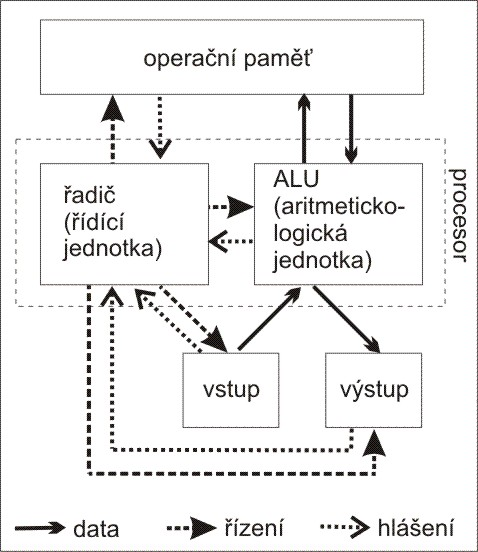 operační paměť
řadič
(řídící
jednotka)
ALU
(aritmeticko-
logická
jednotka)
procesor
vstup
výstup
data
řízení
hlášení